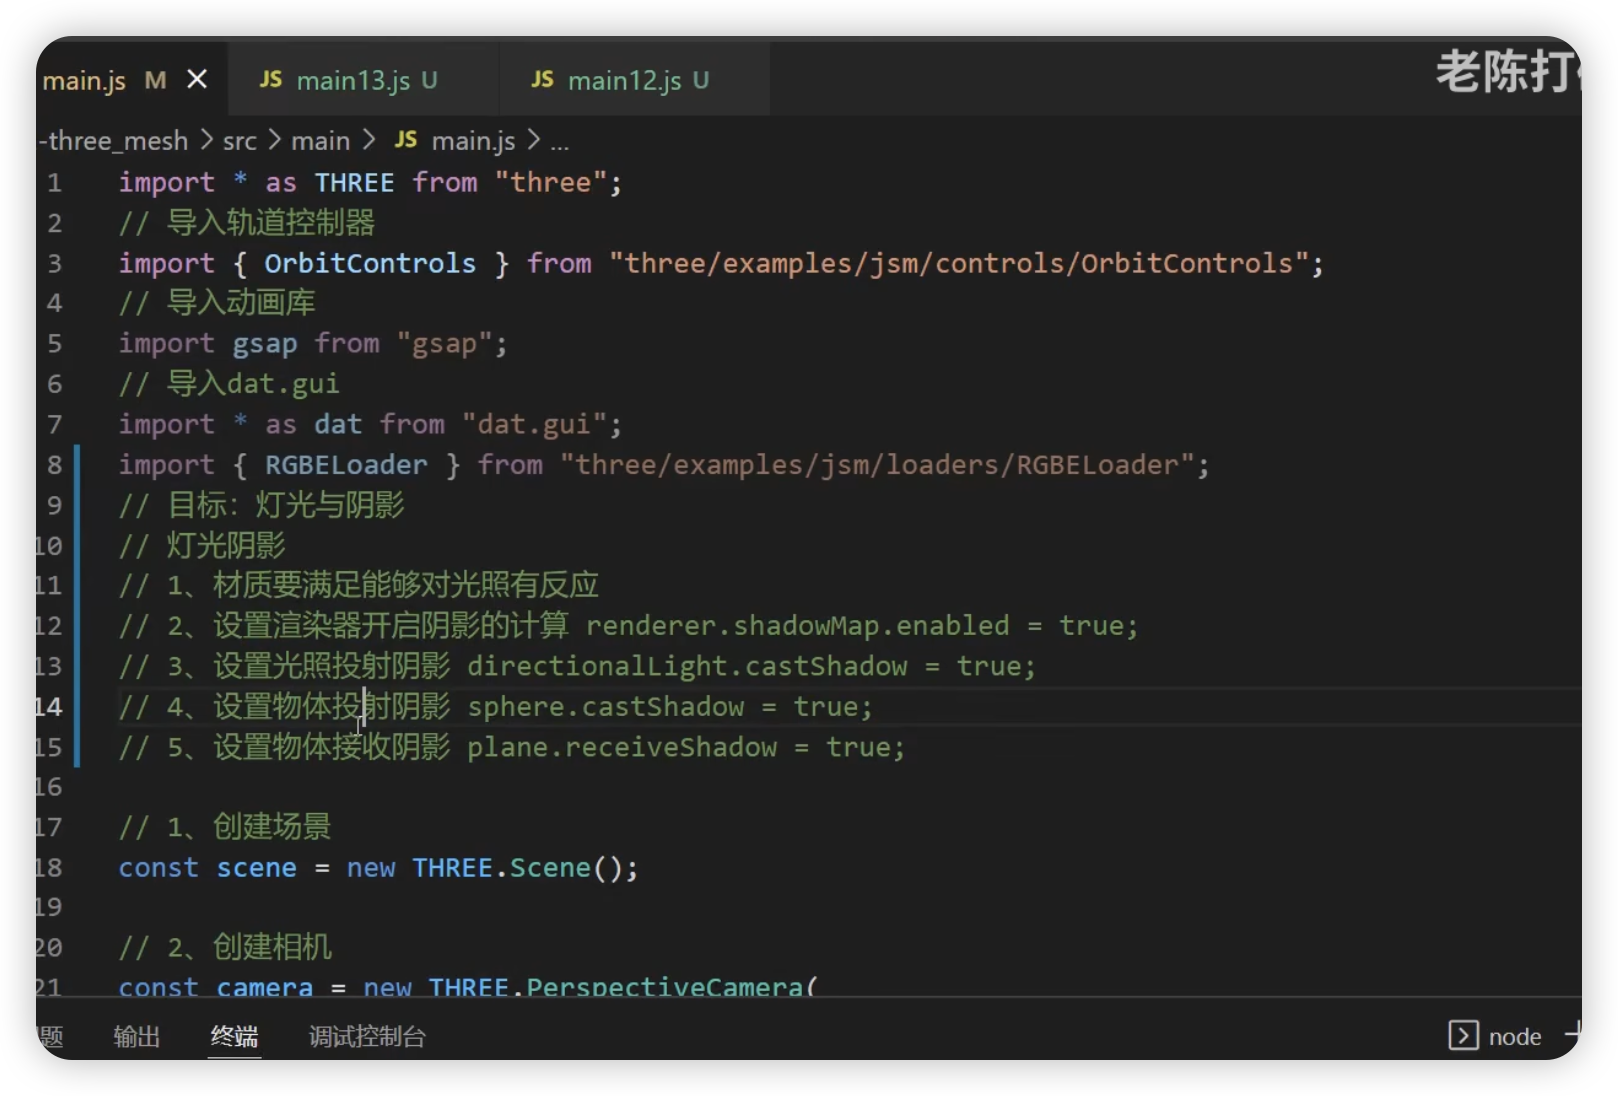 main.js M
JS main13.js U
JS main12.js U
老陈打
-three_mesh > src > main > JS main.js > ...
1 import * as THREE from "three";
2 // 导入轨道控制器
3 import { OrbitControls } from "three/examples/jsm/controls/OrbitControls";
4 // 导入动画库
5 import gsap from "gsap";
6 // 导入dat.gui
7 import * as dat from "dat.gui";
8 import { RGBELoader } from "three/examples/jsm/loaders/RGBELoader";
9 // 目标：灯光与阴影
10 // 灯光阴影
11 // 1、材质要满足能够对光照有反应
12 // 2、设置渲染器开启阴影的计算 renderer.shadowMap.enabled = true;
13 // 3、设置光照投射阴影 directionalLight.castShadow = true;
14 // 4、设置物体投射阴影 sphere.castShadow = true;
15 // 5、设置物体接收阴影 plane.receiveShadow = true;
16
17 // 1、创建场景
18 const scene = new THREE.Scene();
19
20 // 2、创建相机
21 const camera = new THREE.PerspectiveCamera(
题 输出 终端 调试控制台
node